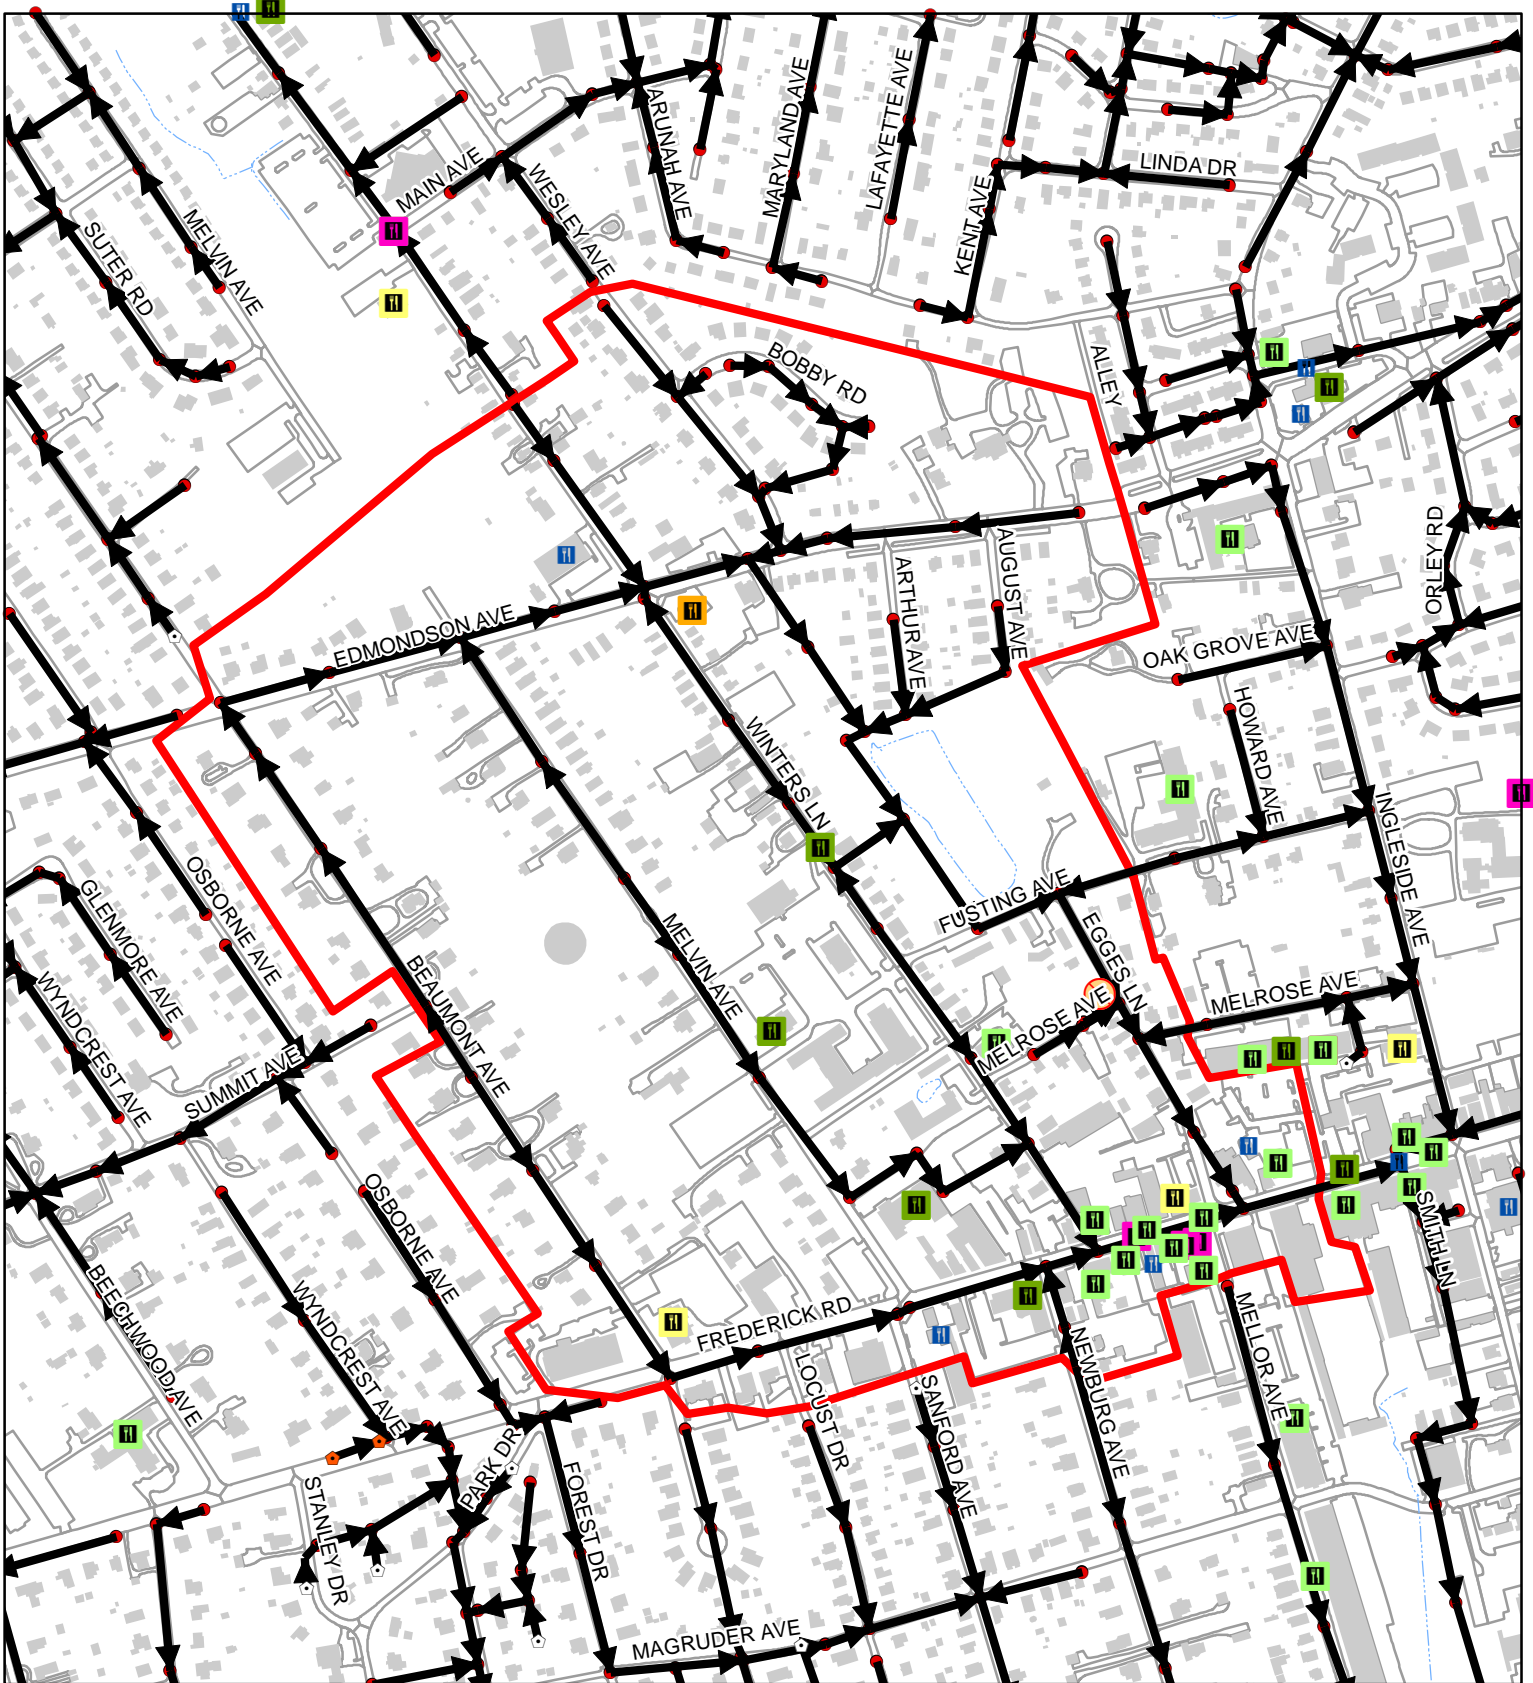 ARUNAH AVE
MARYLAND AVE
LAFAYETTE AVE
MAIN AVE
WESLEY AVE
KENT AVE
LINDA DR
SUTER RD
MELVIN AVE
BOBBY RD
ALLEY
ORLEY RD
AUGUST AVE
ARTHUR AVE
EDMONDSON AVE
OAK GROVE AVE
HOWARD AVE
WINTERS LN
INGLESIDE AVE
OSBORNE AVE
GLENMORE AVE
FUSTING AVE
EGGES LN
MELVIN AVE
BEAUMONT AVE
WYNDCREST AVE
MELROSE AVE
MELROSE AVE
SUMMIT AVE
OSBORNE AVE
SMITH LN
BEECHWOOD AVE
WYNDCREST AVE
FREDERICK RD
MELLOR AVE
NEWBURG AVE
LOCUST DR
SANFORD AVE
PARK DR
FOREST DR
STANLEY DR
MAGRUDER AVE